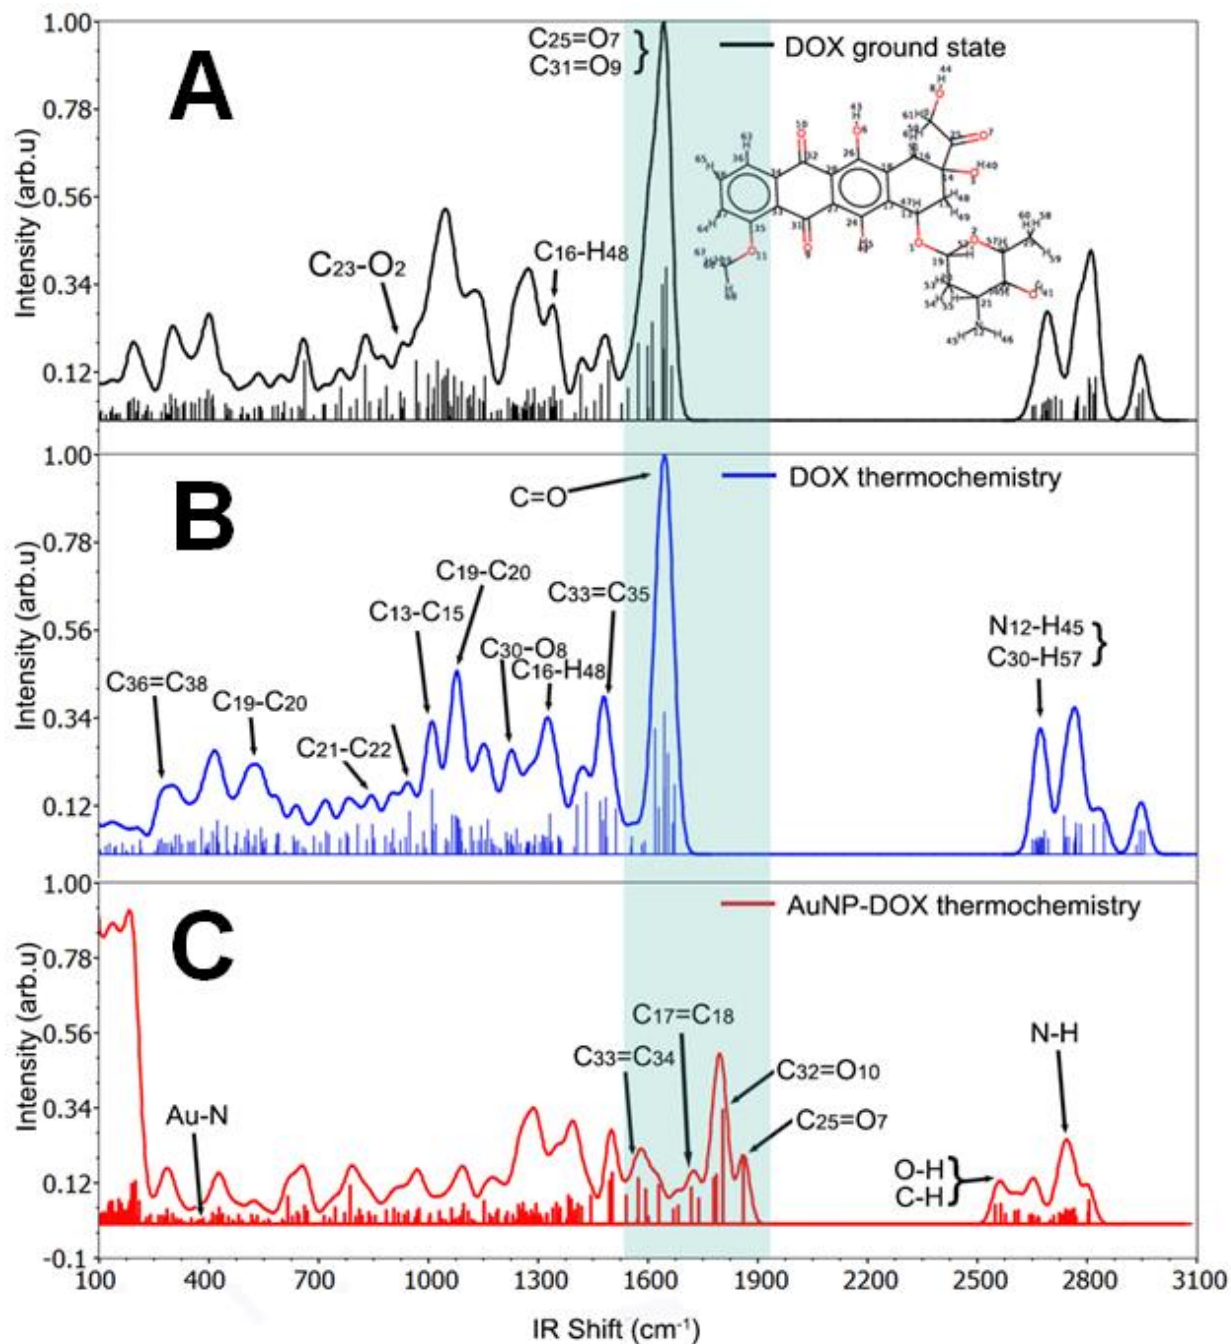 A
DOX ground state
C25=O7
C31=O9
C23-O2
C16-H48
Intensity (arb.u)
1.00
0.78
0.56
0.34
0.12
B
DOX thermochemistry
C=O
C19-C20
C13-C15
C33=C35
C30-O8
C16-H48
C36=C38
C19-C20
C21-C22
N12-H45
C30-H57
Intensity (arb.u)
1.00
0.78
0.56
0.34
0.12
C
AuNP-DOX thermochemistry
C17=C18
C33=C34
C32=O10
C25=O7
N-H
O-H
C-H
Au-N
Intensity (arb.u)
1.00
0.78
0.56
0.34
0.12
-0.1
100 400 700 1000 1300 1600 1900 2200 2500 2800 3100
IR Shift (cm⁻¹)